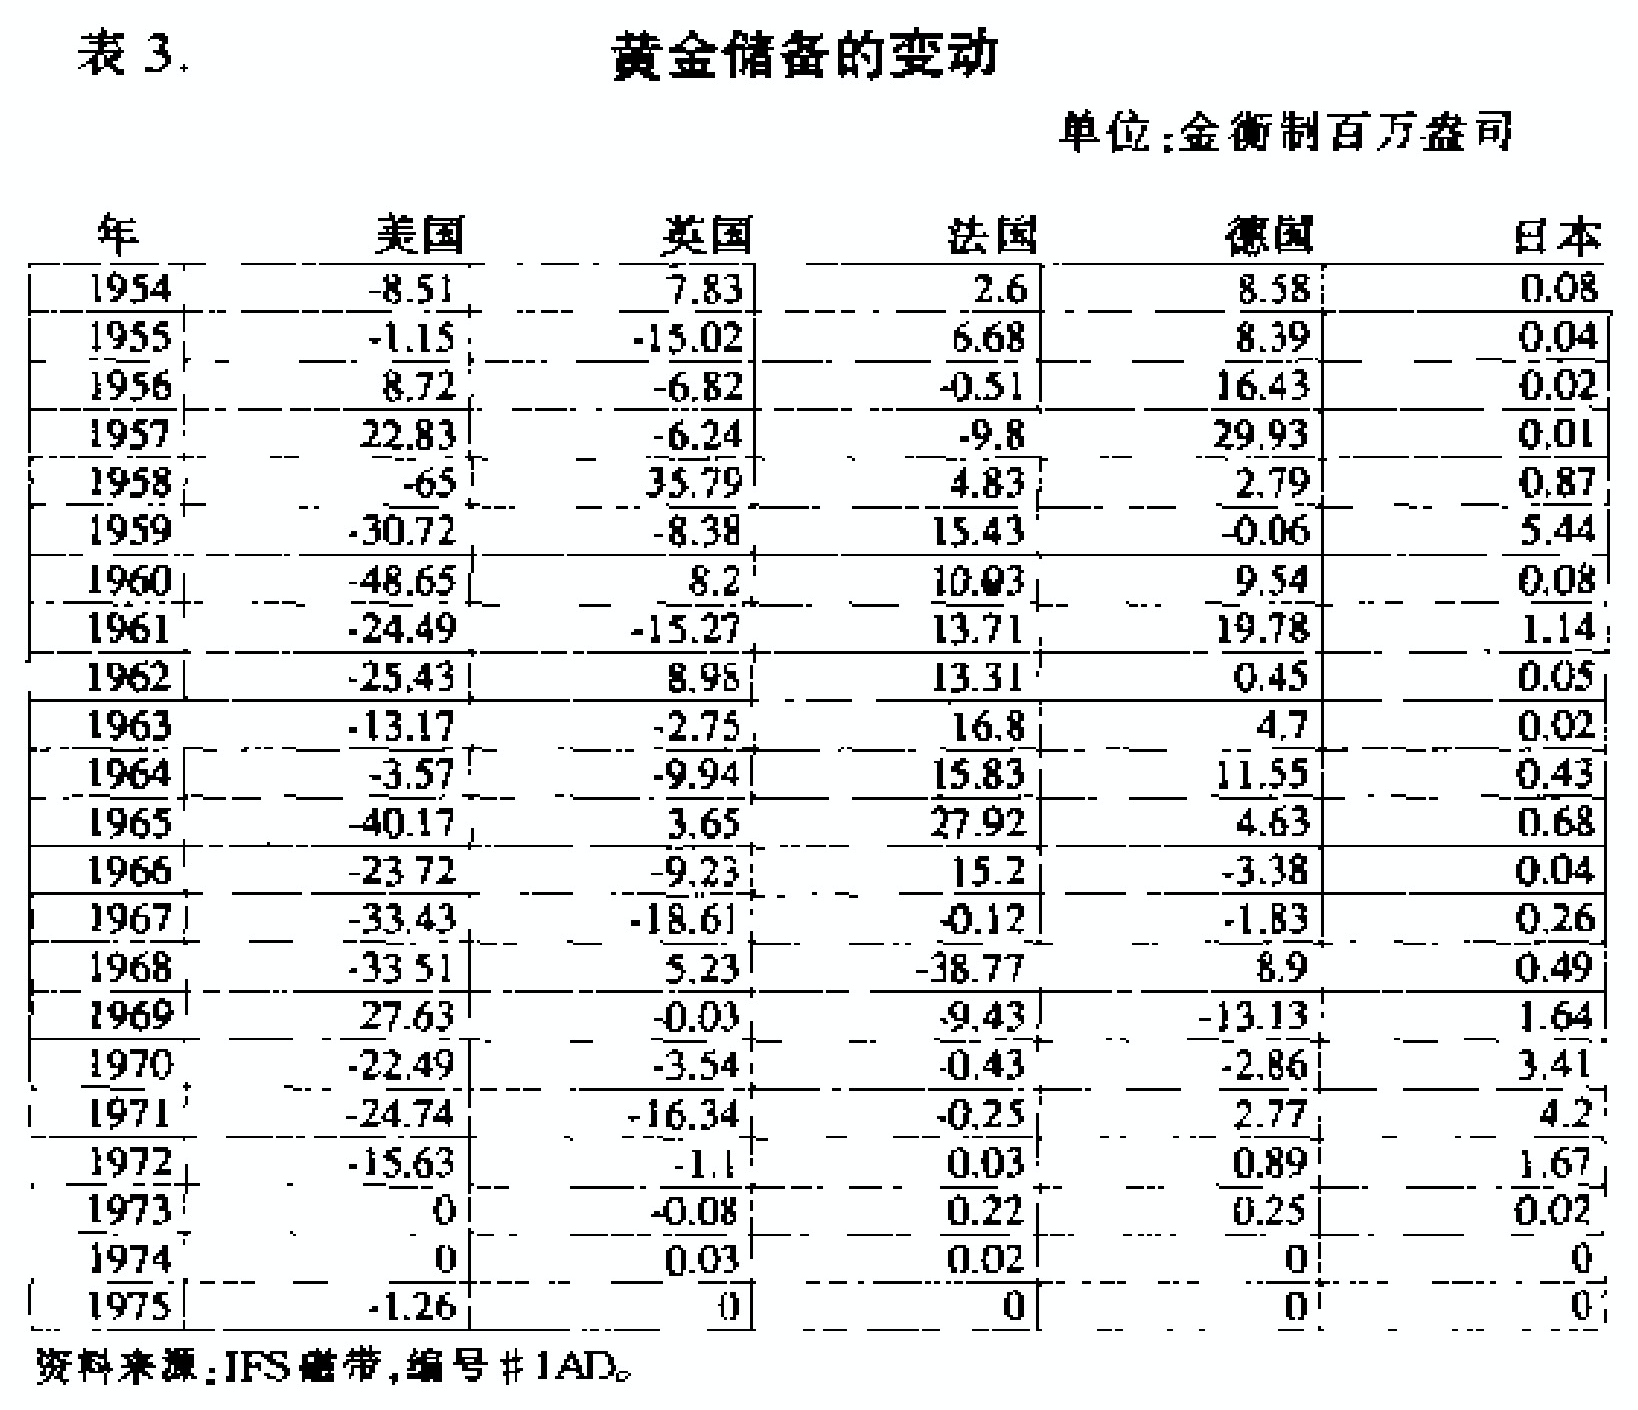 表 3. 黄金储备的变动
单位:金衡制百万盎司
年 美国 英国 法国 德国 日本
1954 -8.51 7.83 2.6 8.58 0.08
1955 -1.15 -15.02 6.68 8.39 0.04
1956 8.72 -6.82 -0.51 16.43 0.02
1957 22.83 -6.24 -9.8 29.93 0.01
1958 -65 35.79 4.83 2.79 0.87
1959 -30.72 -8.38 15.43 -0.06 5.44
1960 -48.65 8.2 10.03 9.54 0.08
1961 -24.49 -15.27 13.71 19.78 1.14
1962 -25.43 8.98 13.31 0.45 0.05
1963 -13.17 -2.75 16.8 4.7 0.02
1964 -3.57 -9.94 15.83 11.55 0.43
1965 -40.17 3.65 27.92 4.63 0.68
1966 -23 72 -9.23 15.2 -3.38 0.04
1967 -33.43 -18.61 -0.12 -1.83 0.26
1968 -33 51 5.23 -38.77 8.9 0.49
1969 27.63 -0.03 -9.43 -13.13 1.64
1970 -22.49 -3.54 -0.43 -2.86 3.41
1971 -24.74 -16.34 -0.25 2.77 4.2
1972 -15.63 -1.1 0.03 0.89 1.67
1973 0 -0.08 0.22 0.25 0.02
1974 0 0.03 0.02 0 0
1975 -1.26 0 0 0 0
资料来源:IFS磁带,编号#1AD。